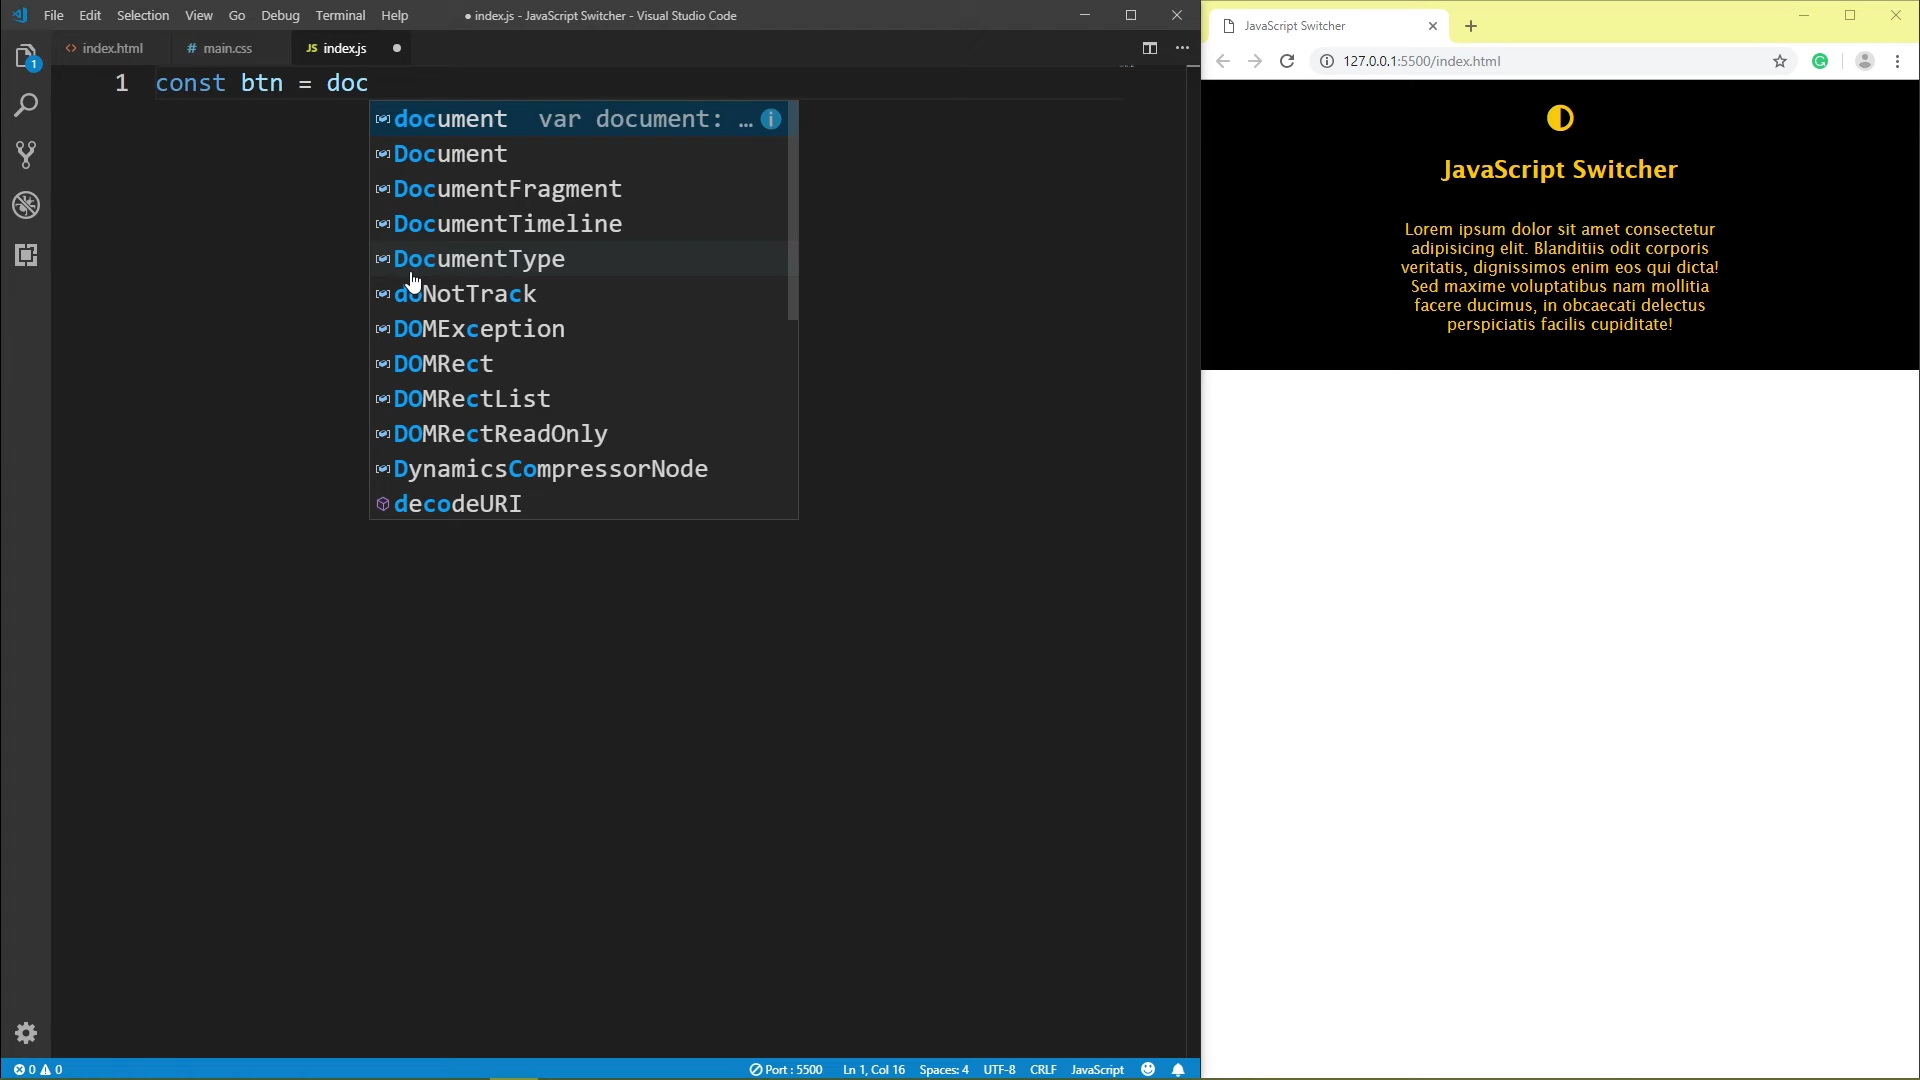 File Edit Selection View Go Debug Terminal Help
● index.js - JavaScript Switcher - Visual Studio Code
<> index.html
# main.css
JS index.js ●
1
1 const btn = doc
document var document: …
Document
DocumentFragment
DocumentTimeline
DocumentType
doNotTrack
DOMException
DOMRect
DOMRectList
DOMRectReadOnly
DynamicsCompressorNode
decodeURI
0 0
Port : 5500 Ln 1, Col 16 Spaces: 4 UTF-8 CRLF JavaScript
JavaScript Switcher
127.0.0.1:5500/index.html
JavaScript Switcher
Lorem ipsum dolor sit amet consectetur
adipisicing elit. Blanditiis odit corporis
veritatis, dignissimos enim eos qui dicta!
Sed maxime voluptatibus nam mollitia
facere ducimus, in obcaecati delectus
perspiciatis facilis cupiditate!